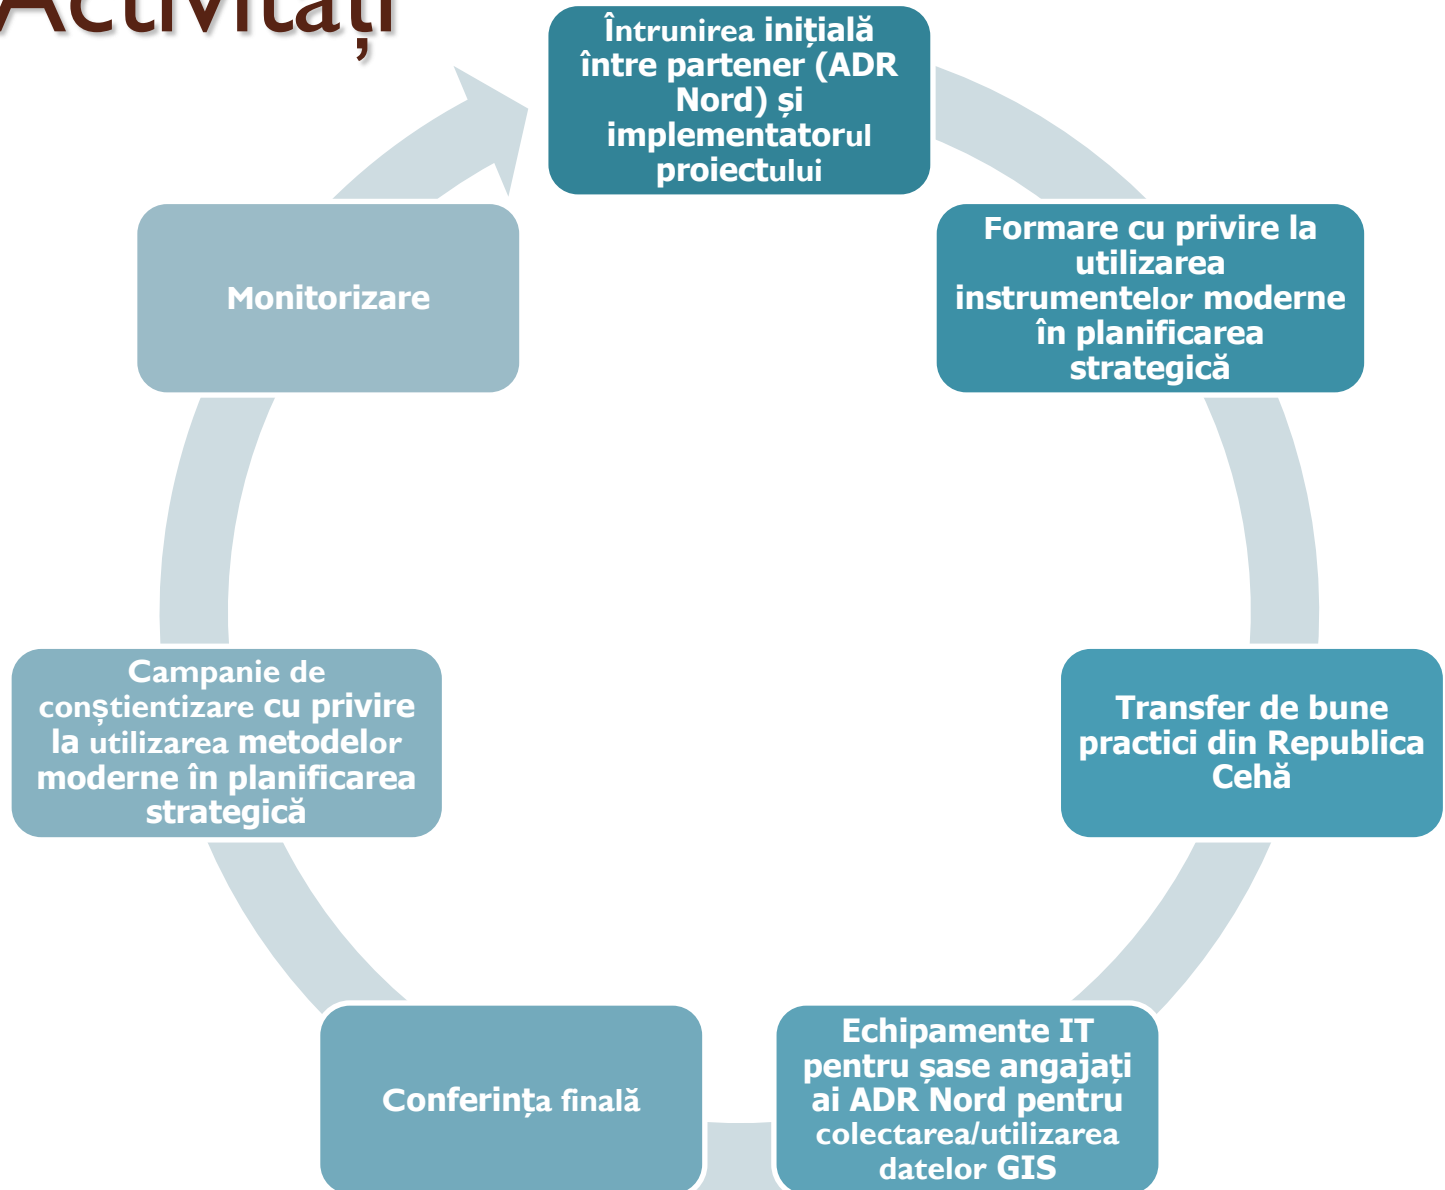 Activități
Întrunirea inițială
între partener (ADR
Nord) și
implementatorul
proiectului
Formare cu privire la
utilizarea
instrumentelor moderne
în planificarea
strategică
Transfer de bune
practici din Republica
Cehă
Echipamente IT
pentru șase angajați
ai ADR Nord pentru
colectarea/utilizarea
datelor GIS
Conferința finală
Campanie de
conștientizare cu privire
la utilizarea metodelor
moderne în planificarea
strategică
Monitorizare